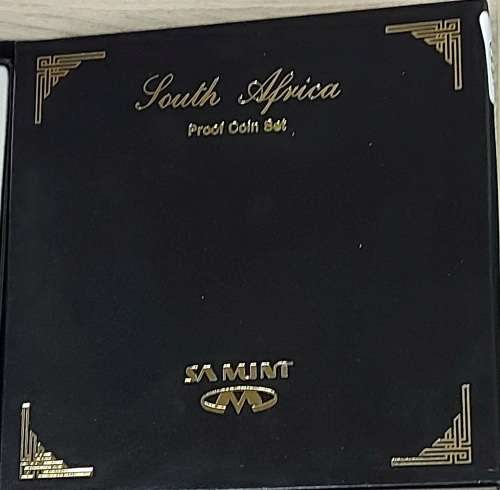 South Africa
Proof Coin Set
SA MINT